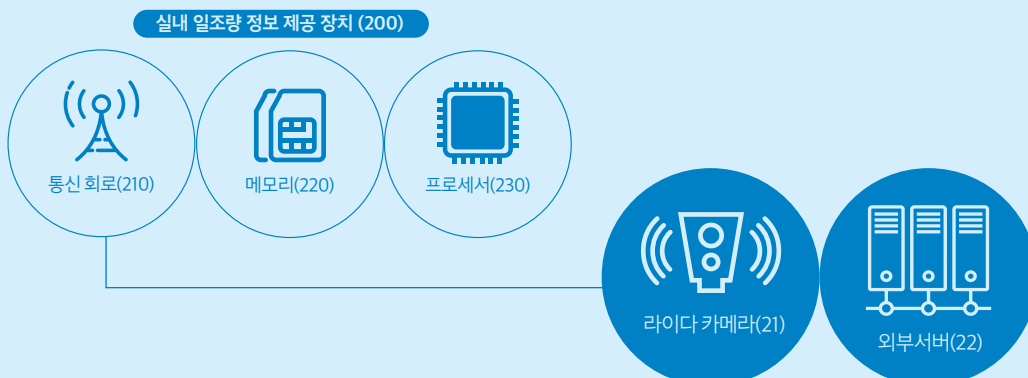 실내 일조량 정보 제공 장치 (200)
통신 회로(210)
메모리(220)
프로세서(230)
라이다 카메라(21)
외부서버(22)